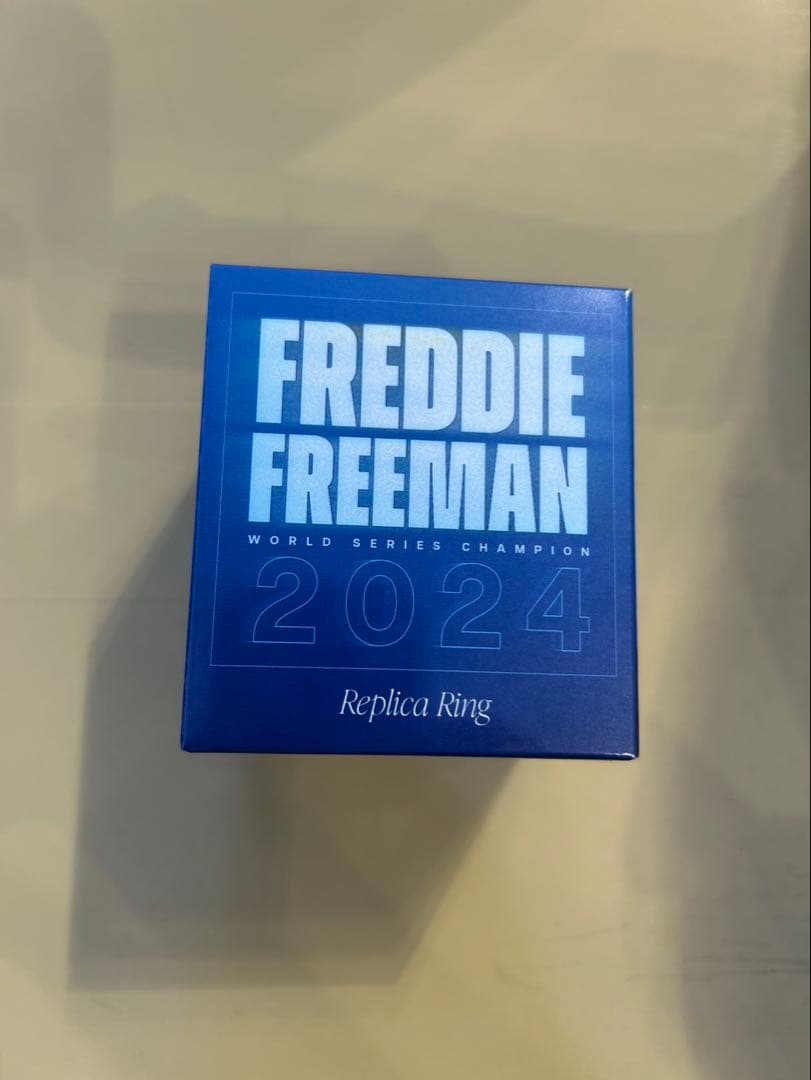 FREDDIE
FREEMAN
WORLD SERIES CHAMPION
2024
Replica Ring